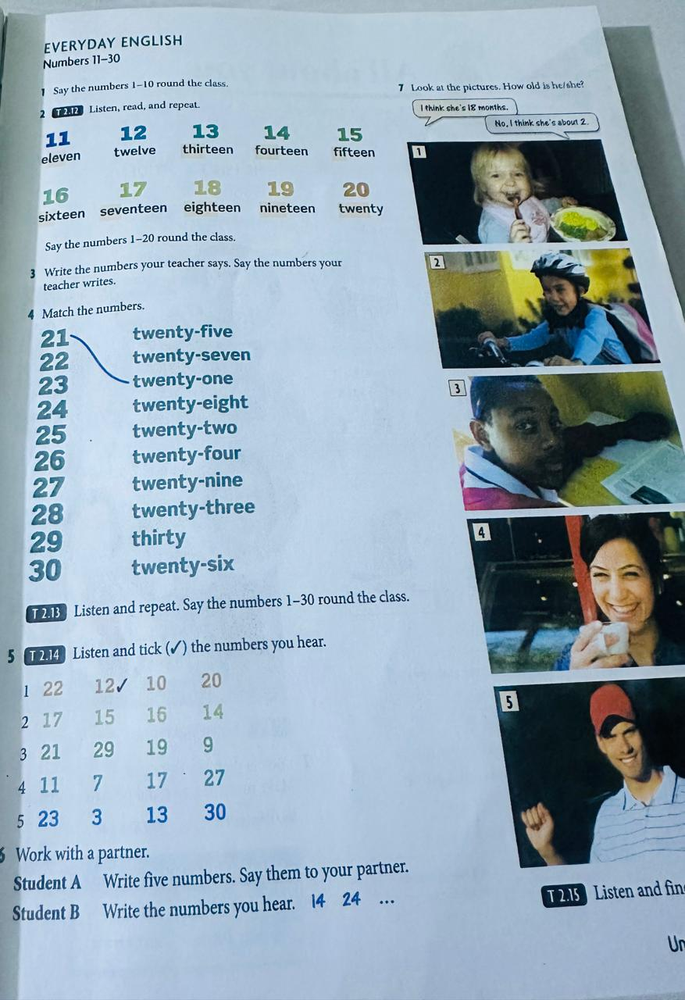 EVERYDAY ENGLISH
Numbers 11–30
1 Say the numbers 1–10 round the class.
2 T 2.12 Listen, read, and repeat.
11 12 13 14 15
eleven twelve thirteen fourteen fifteen
16 17 18 19 20
sixteen seventeen eighteen nineteen twenty
Say the numbers 1–20 round the class.
3 Write the numbers your teacher says. Say the numbers your
teacher writes.
4 Match the numbers.
21 twenty-five
22 twenty-seven
23 twenty-one
24 twenty-eight
25 twenty-two
26 twenty-four
27 twenty-nine
28 twenty-three
29 thirty
30 twenty-six
T 2.13 Listen and repeat. Say the numbers 1–30 round the class.
5 T 2.14 Listen and tick (✓) the numbers you hear.
1 22 12✓ 10 20
2 17 15 16 14
3 21 29 19 9
4 11 7 17 27
5 23 3 13 30
6 Work with a partner.
Student A Write five numbers. Say them to your partner.
Student B Write the numbers you hear. 14 24 ...
7 Look at the pictures. How old is he/she?
I think she's 18 months.
No, I think she's about 2.
1
2
3
4
5
T 2.15 Listen and